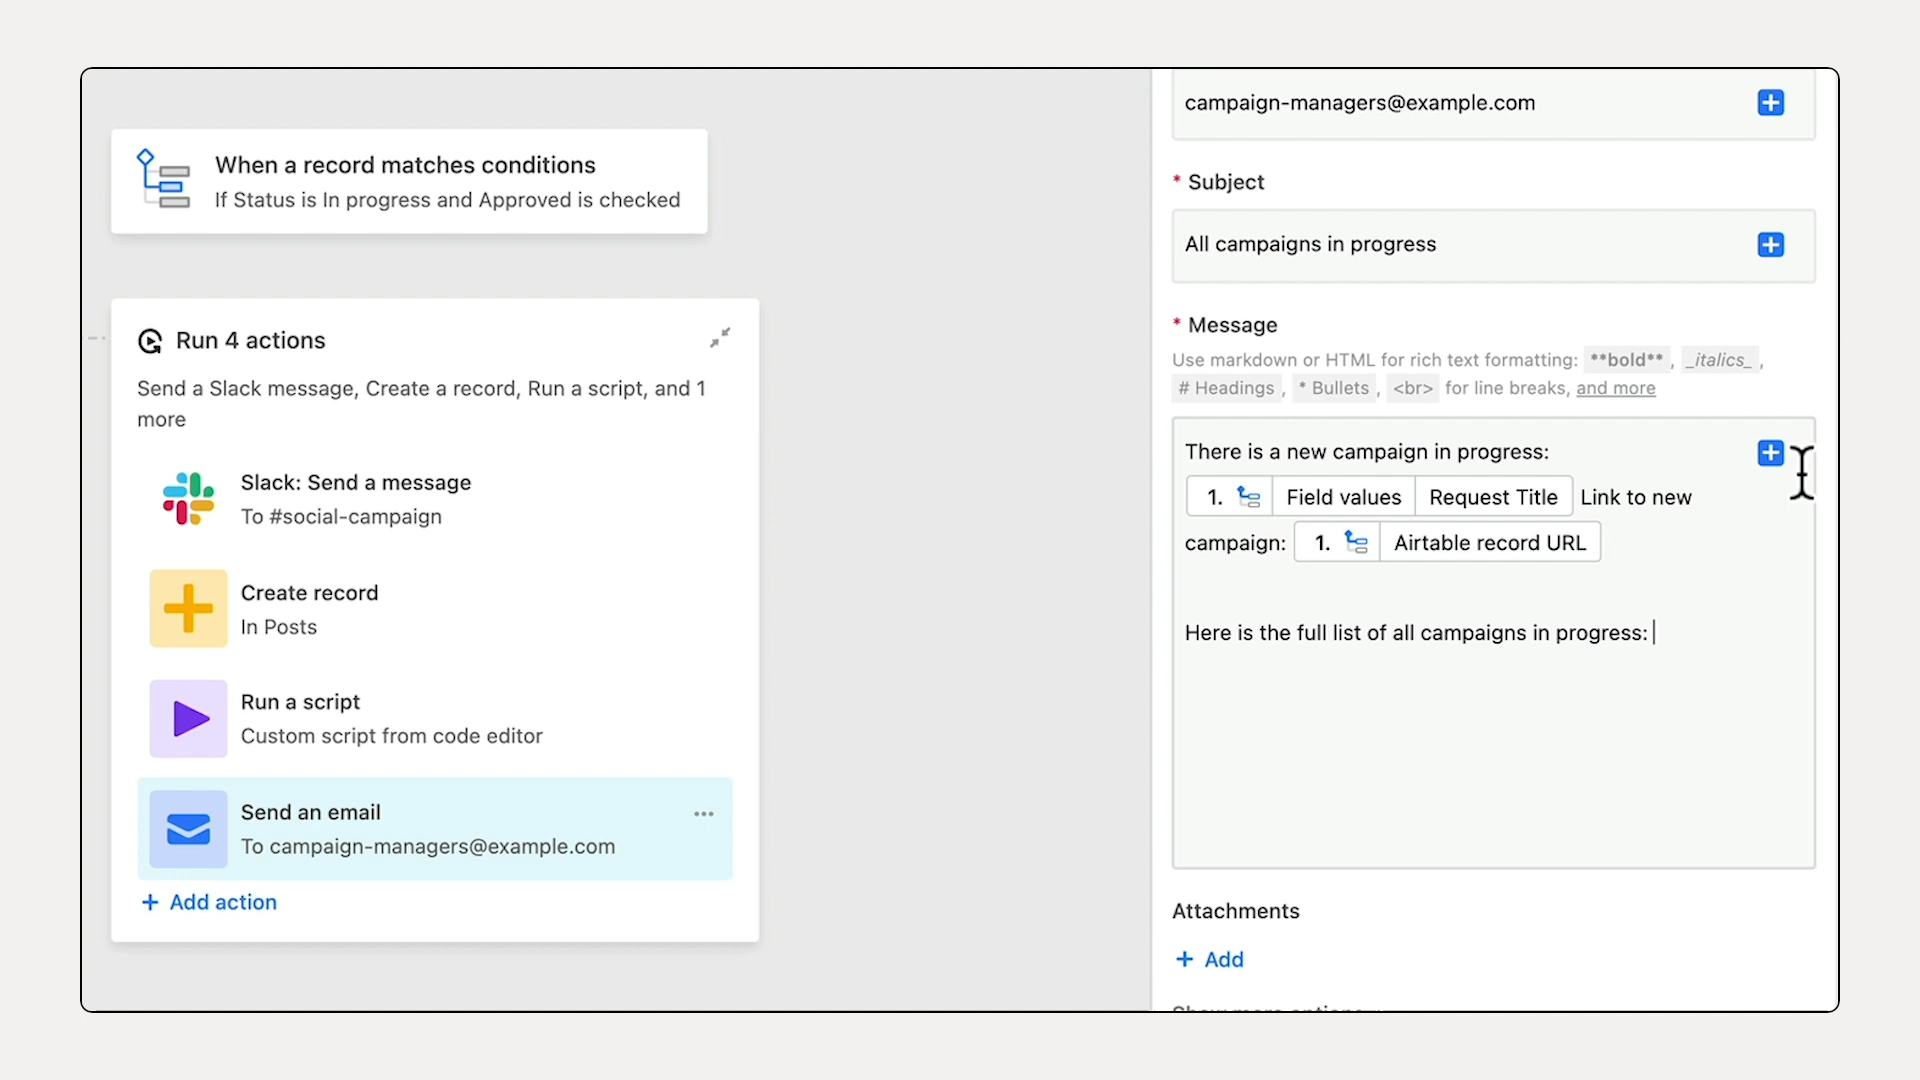 When a record matches conditions
If Status is In progress and Approved is checked
Run 4 actions
Send a Slack message, Create a record, Run a script, and 1
more
Slack: Send a message
To #social-campaign
Create record
In Posts
Run a script
Custom script from code editor
Send an email
To campaign-managers@example.com
+ Add action
campaign-managers@example.com
* Subject
All campaigns in progress
* Message
Use markdown or HTML for rich text formatting: **bold** , _italics_ ,
# Headings , * Bullets , <br> for line breaks, and more
There is a new campaign in progress:
1. Field values Request Title Link to new
campaign: 1. Airtable record URL
Here is the full list of all campaigns in progress:
Attachments
+ Add
Show more options